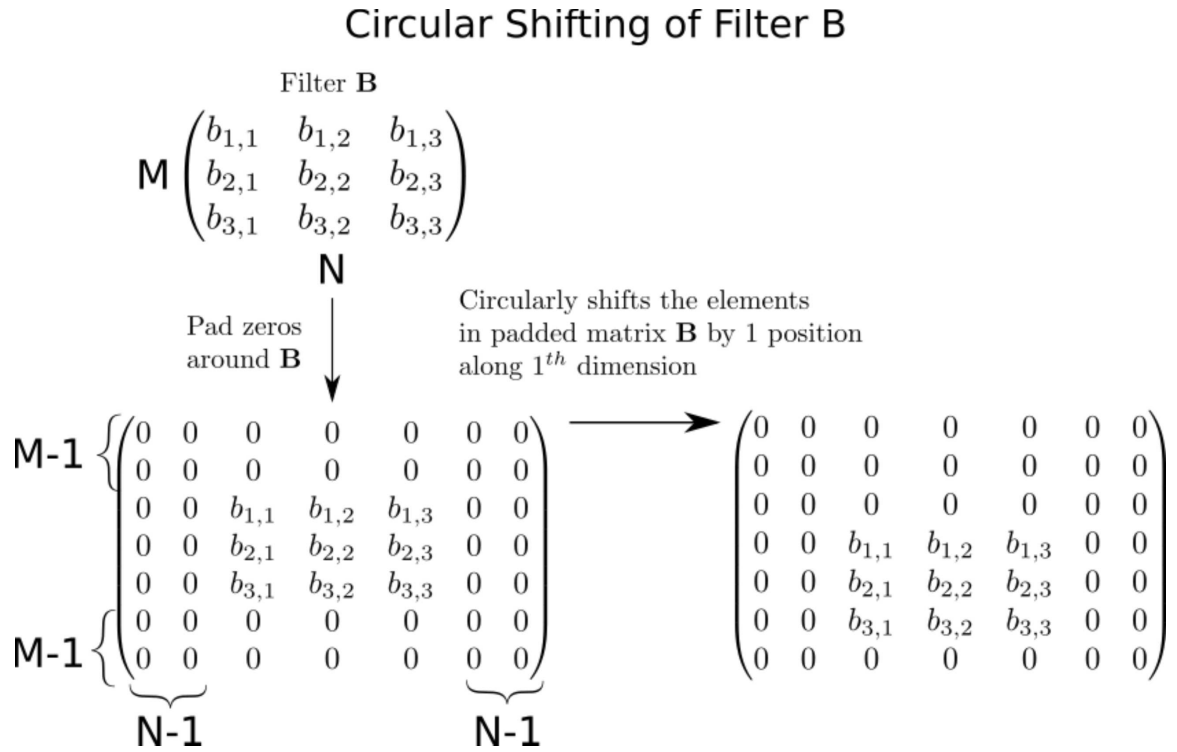 Circular Shifting of Filter B
Filter B
M
b1,1 b1,2 b1,3
b2,1 b2,2 b2,3
b3,1 b3,2 b3,3
N
Pad zeros
around B
Circularly shifts the elements
in padded matrix B by 1 position
along 1^th dimension
M-1
0 0 0 0 0 0 0
0 0 0 0 0 0 0
0 0 b1,1 b1,2 b1,3 0 0
0 0 b2,1 b2,2 b2,3 0 0
0 0 b3,1 b3,2 b3,3 0 0
0 0 0 0 0 0 0
0 0 0 0 0 0 0
M-1
N-1 N-1
0 0 0 0 0 0 0
0 0 0 0 0 0 0
0 0 0 0 0 0 0
0 0 b1,1 b1,2 b1,3 0 0
0 0 b2,1 b2,2 b2,3 0 0
0 0 b3,1 b3,2 b3,3 0 0
0 0 0 0 0 0 0